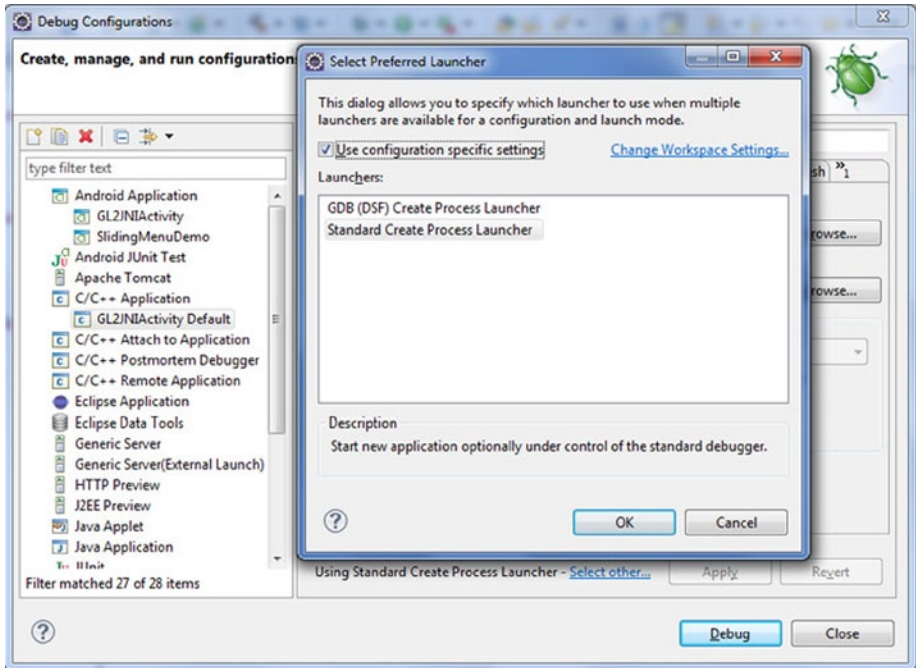 Debug Configurations
Create, manage, and run configuration
type filter text
Android Application
GL2JNIActivity
SlidingMenuDemo
Android JUnit Test
Apache Tomcat
C/C++ Application
GL2JNIActivity Default
C/C++ Attach to Application
C/C++ Postmortem Debugger
C/C++ Remote Application
Eclipse Application
Eclipse Data Tools
Generic Server
Generic Server(External Launch)
HTTP Preview
J2EE Preview
Java Applet
Java Application
Filter matched 27 of 28 items
Select Preferred Launcher
This dialog allows you to specify which launcher to use when multiple
launchers are available for a configuration and launch mode.
Use configuration specific settings Change Workspace Settings...
Launchers:
GDB (DSF) Create Process Launcher
Standard Create Process Launcher
Description
Start new application optionally under control of the standard debugger.
? OK Cancel
sh »1
rowse...
rowse...
Using Standard Create Process Launcher - Select other... Apply Revert
? Debug Close